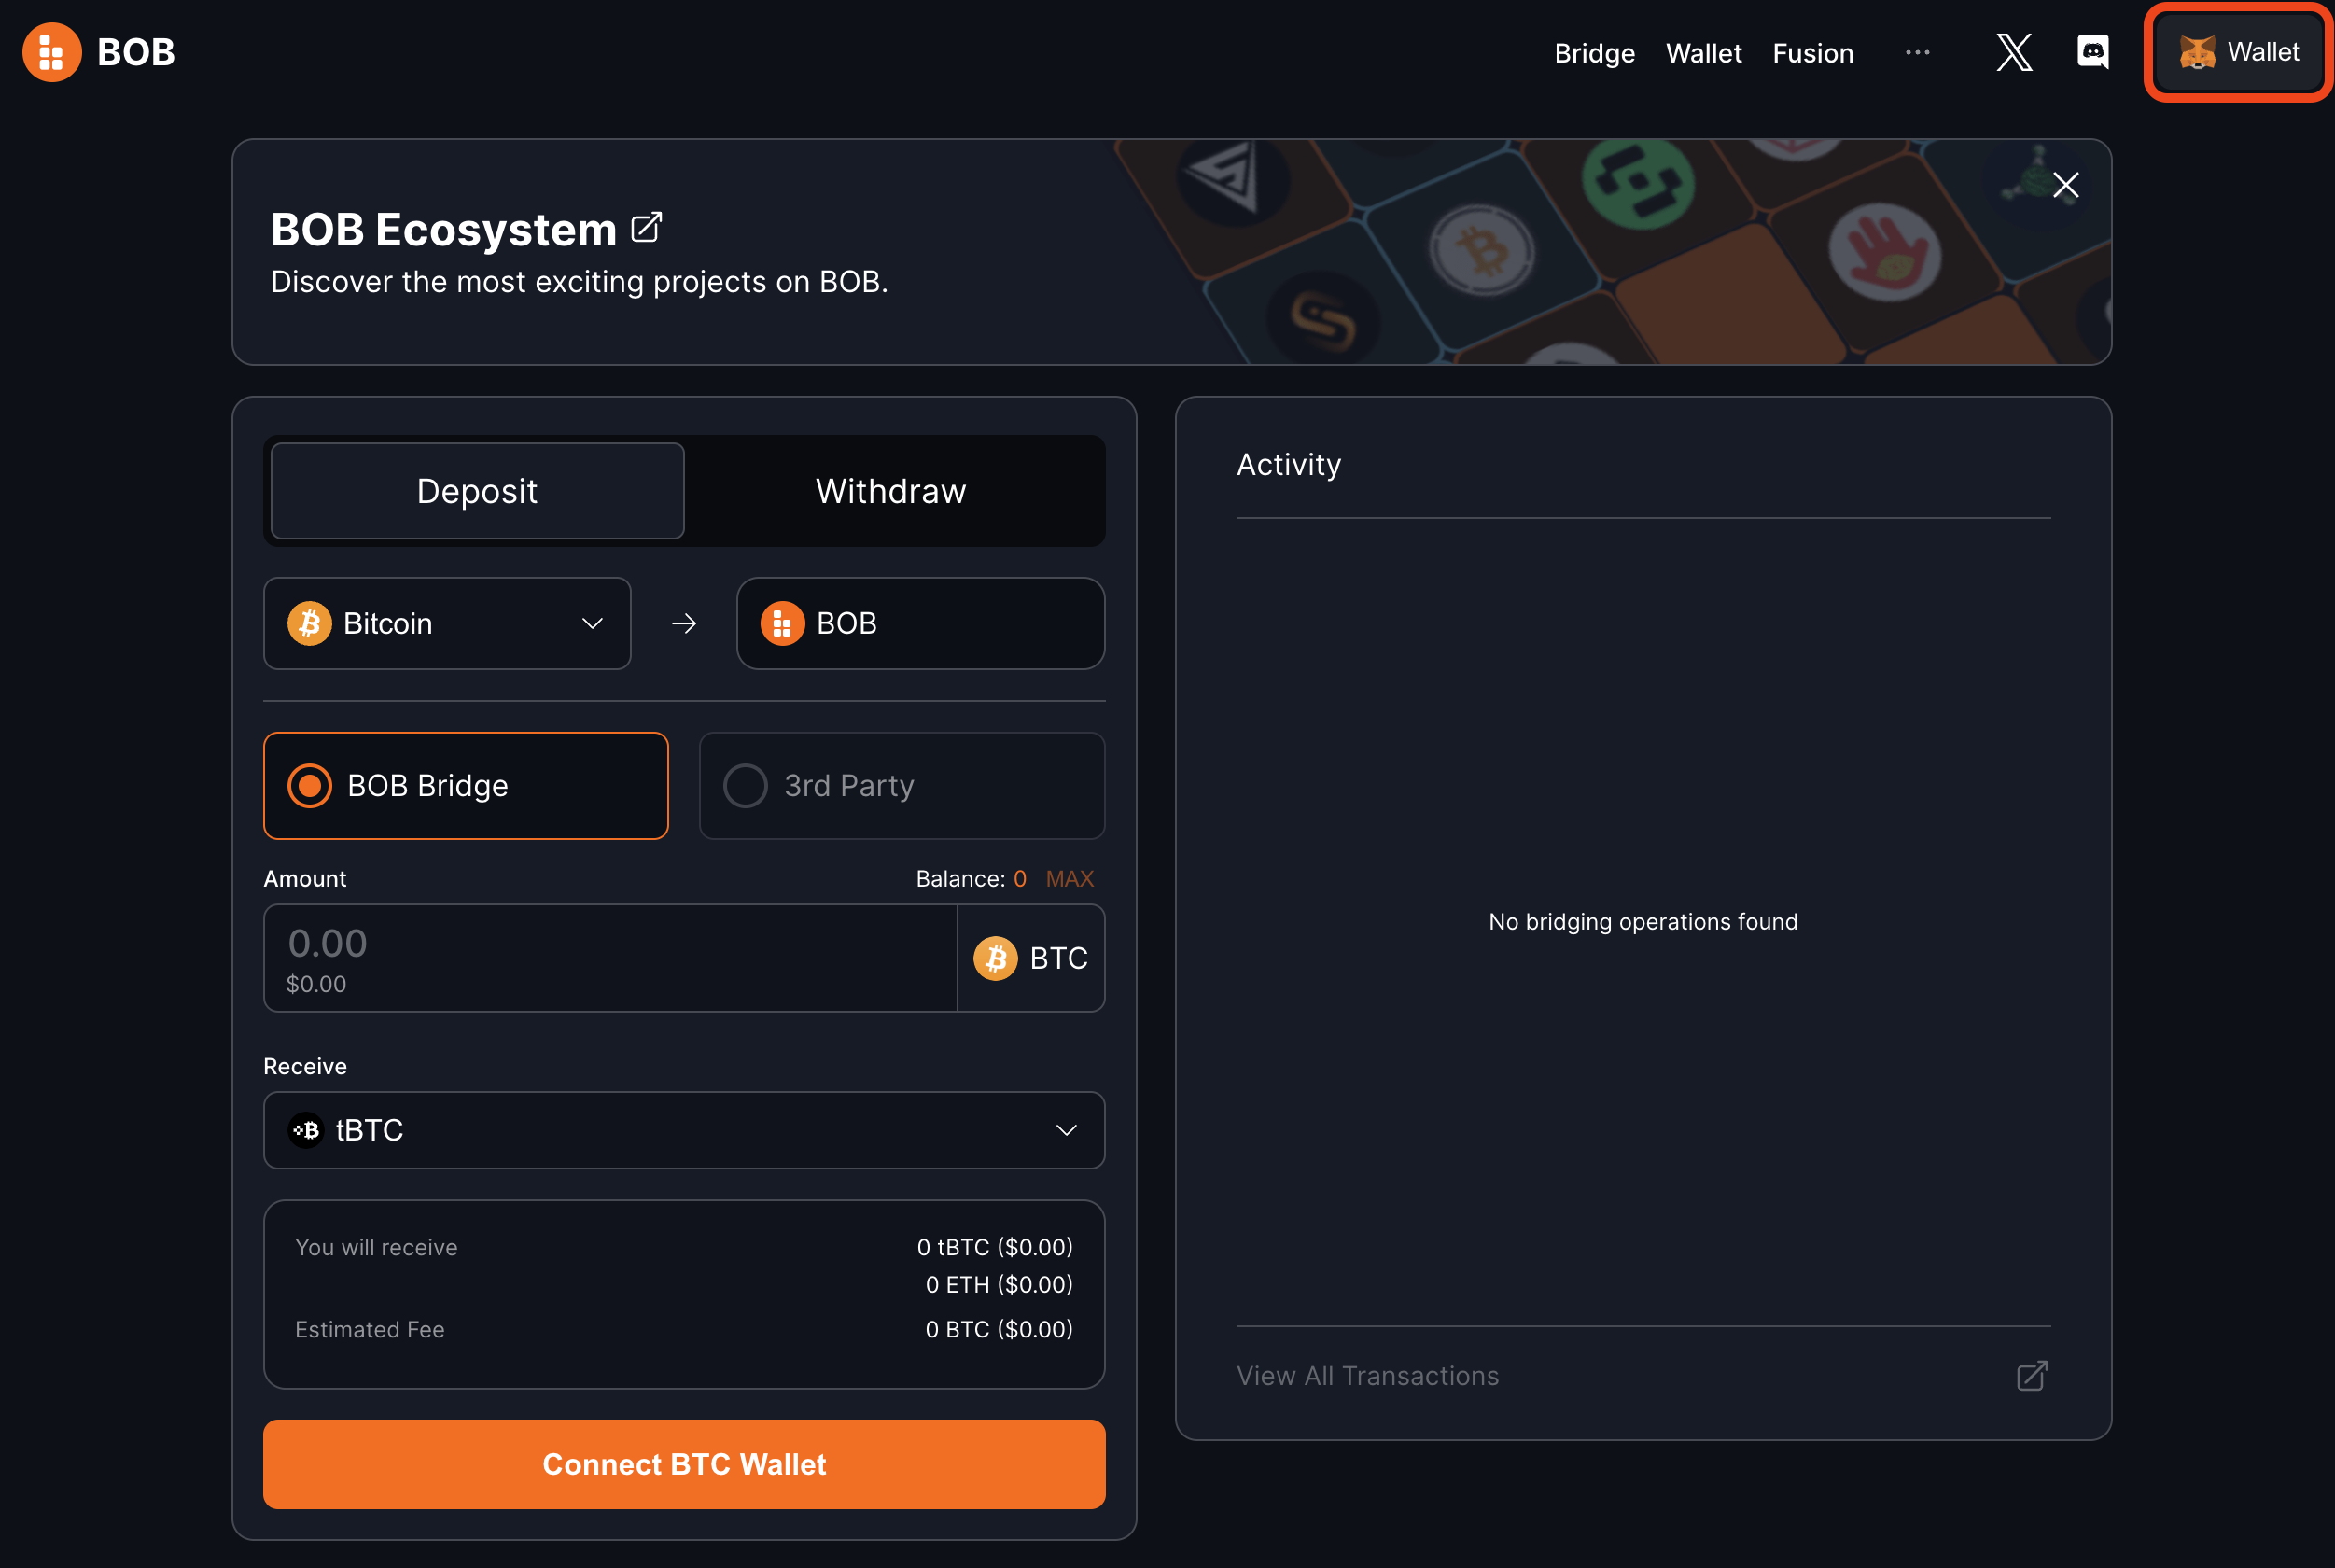 BOB
Bridge
Wallet
Fusion
Wallet
BOB Ecosystem
Discover the most exciting projects on BOB.
Deposit
Withdraw
Bitcoin
BOB
BOB Bridge
3rd Party
Amount
Balance: 0 MAX
0.00
$0.00
BTC
Receive
tBTC
You will receive
0 tBTC ($0.00)
0 ETH ($0.00)
Estimated Fee
0 BTC ($0.00)
Connect BTC Wallet
Activity
No bridging operations found
View All Transactions